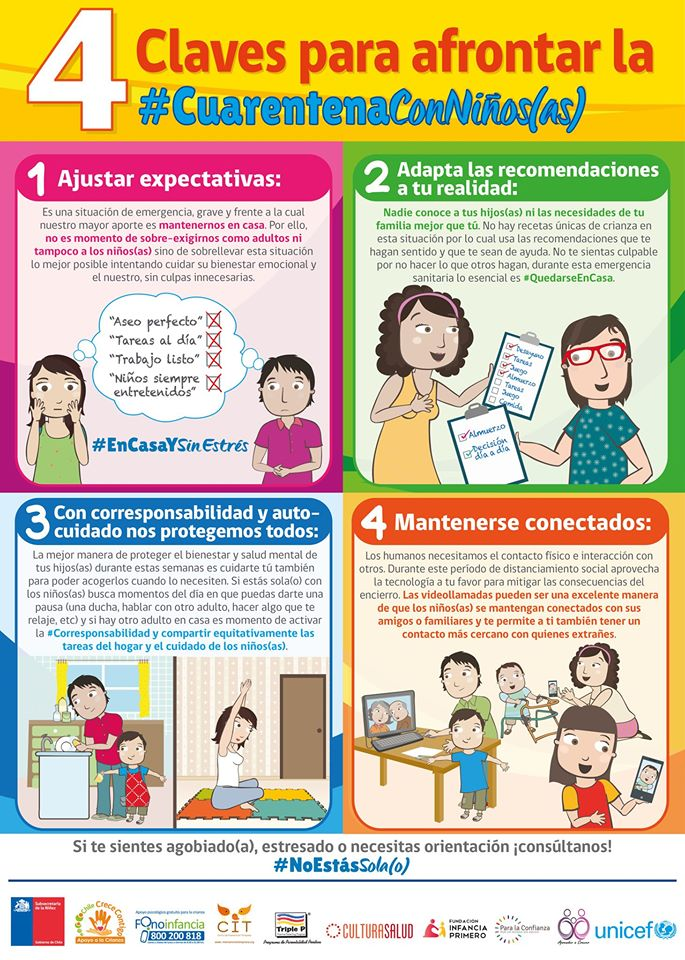 4 Claves para afrontar la
#CuarentenaConNiños(as)
1 Ajustar expectativas:
Es una situación de emergencia, grave y frente a la cual
nuestro mayor aporte es mantenernos en casa. Por ello,
no es momento de sobre-exigirnos como adultos ni
tampoco a los niños(as) sino de sobrellevar esta situación
lo mejor posible intentando cuidar su bienestar emocional y
el nuestro, sin culpas innecesarias.
"Aseo perfecto"
"Tareas al día"
"Trabajo listo"
"Niños siempre
entretenidos"
#EnCasaYSinEstrés
2 Adapta las recomendaciones
a tu realidad:
Nadie conoce a tus hijos(as) ni las necesidades de tu
familia mejor que tú. No hay recetas únicas de crianza en
esta situación por lo cual usa las recomendaciones que te
hagan sentido y que te sean de ayuda. No te sientas culpable
por no hacer lo que otros hagan, durante esta emergencia
sanitaria lo esencial es #QuedarseEnCasa.
Desayuno
Tareas
Juego
Almuerzo
Tareas
Juego
Comida
Almuerzo
Decisión
día a día
3 Con corresponsabilidad y auto-
cuidado nos protegemos todos:
La mejor manera de proteger el bienestar y salud mental de
tus hijos(as) durante estas semanas es cuidarte tú también
para poder acogerlos cuando lo necesiten. Si estás sola(o) con
los niños(as) busca momentos del día en que puedas darte una
pausa (una ducha, hablar con otro adulto, hacer algo que te
relaje, etc) y si hay otro adulto en casa es momento de activar
la #Corresponsabilidad y compartir equitativamente las
tareas del hogar y el cuidado de los niños(as).
4 Mantenerse conectados:
Los humanos necesitamos el contacto físico e interacción con
otros. Durante este período de distanciamiento social aprovecha
la tecnología a tu favor para mitigar las consecuencias del
encierro. Las videollamadas pueden ser una excelente manera
de que los niños(as) se mantengan conectados con sus
amigos o familiares y te permite a ti también tener un
contacto más cercano con quienes extrañes.
Si te sientes agobiado(a), estresado o necesitas orientación ¡consúltanos!
#NoEstásSola(o)
Subsecretaría
de la Niñez
Gobierno de Chile
Chile Crece Contigo
Apoyo a la Crianza
Apoyo psicológico gratuito para la crianza
Fonoinfancia
800 200 818
CIT
Triple P
CULTURASALUD
FUNDACIÓN
INFANCIA
PRIMERO
Para la Confianza
Aprender a Crecer
unicef